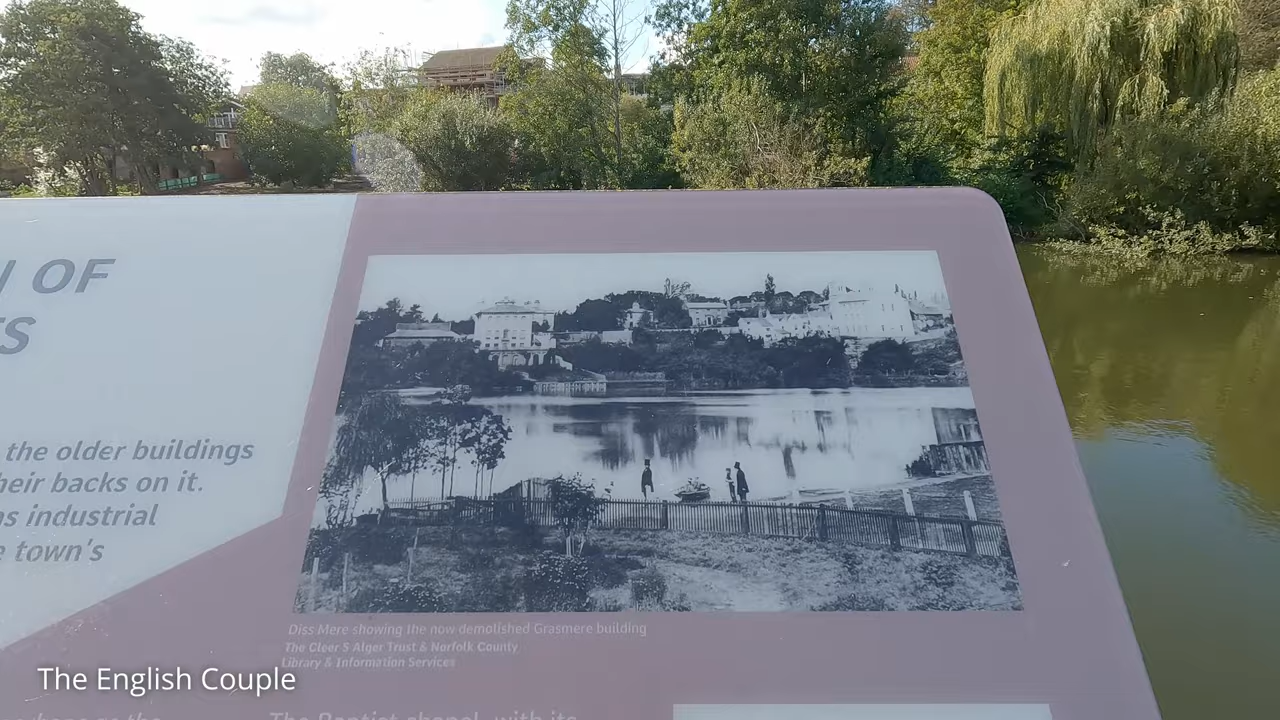 OF
the older buildings
heir backs on it.
industrial
town's
Diss Mere showing the now demolished Grasmere building
The Cleer S Alger Trust & Norfolk County
Library & Information Services
The English Couple
The Baptist chapel, with its